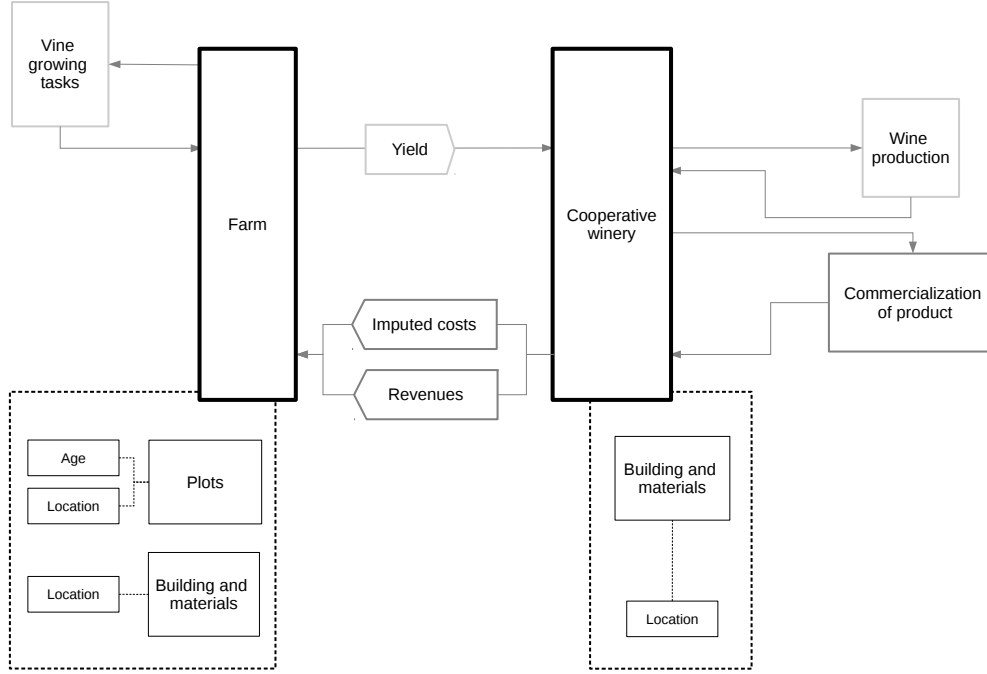 Vine
growing
tasks
Yield
Wine
production
Farm
Cooperative
winery
Commercialization
of product
Imputed costs
Revenues
Age
Plots
Location
Building and
materials
Location
Building and
materials
Location